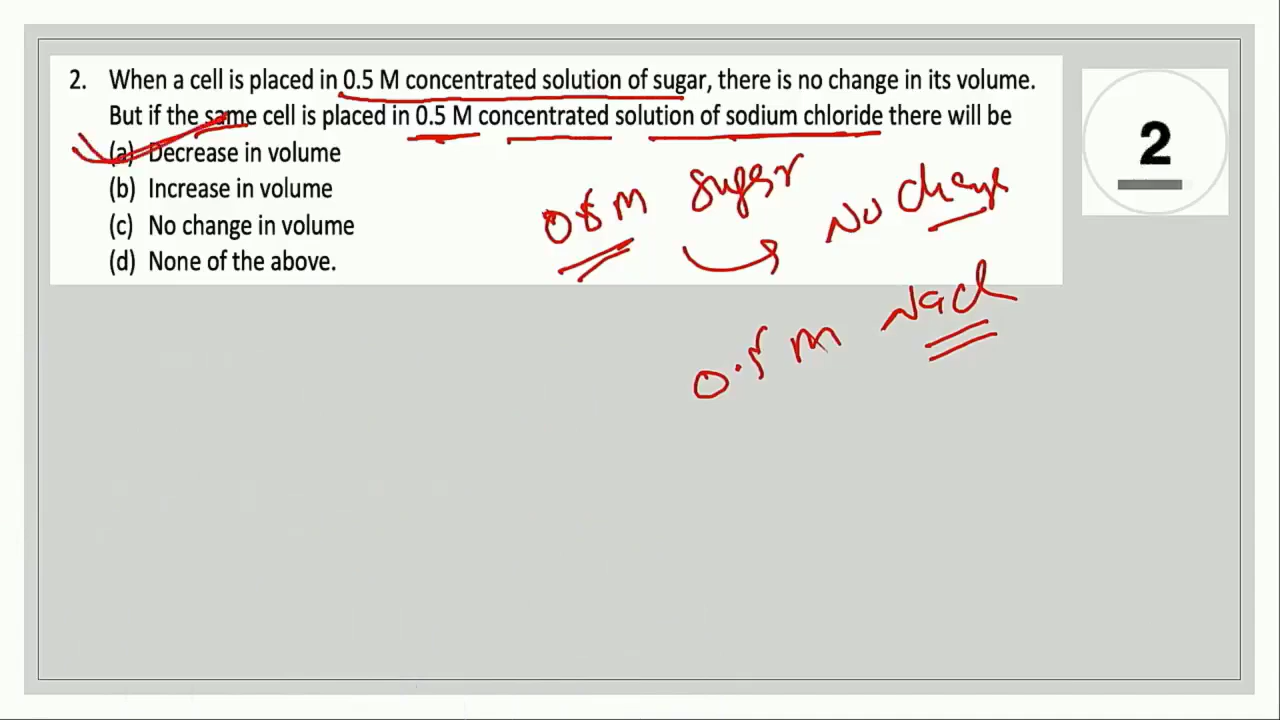 2. When a cell is placed in 0.5 M concentrated solution of sugar, there is no change in its volume.
But if the same cell is placed in 0.5 M concentrated solution of sodium chloride there will be
(a) Decrease in volume
(b) Increase in volume
(c) No change in volume
(d) None of the above.
2
0.5 M sugar
No change
0.5 M NaCl